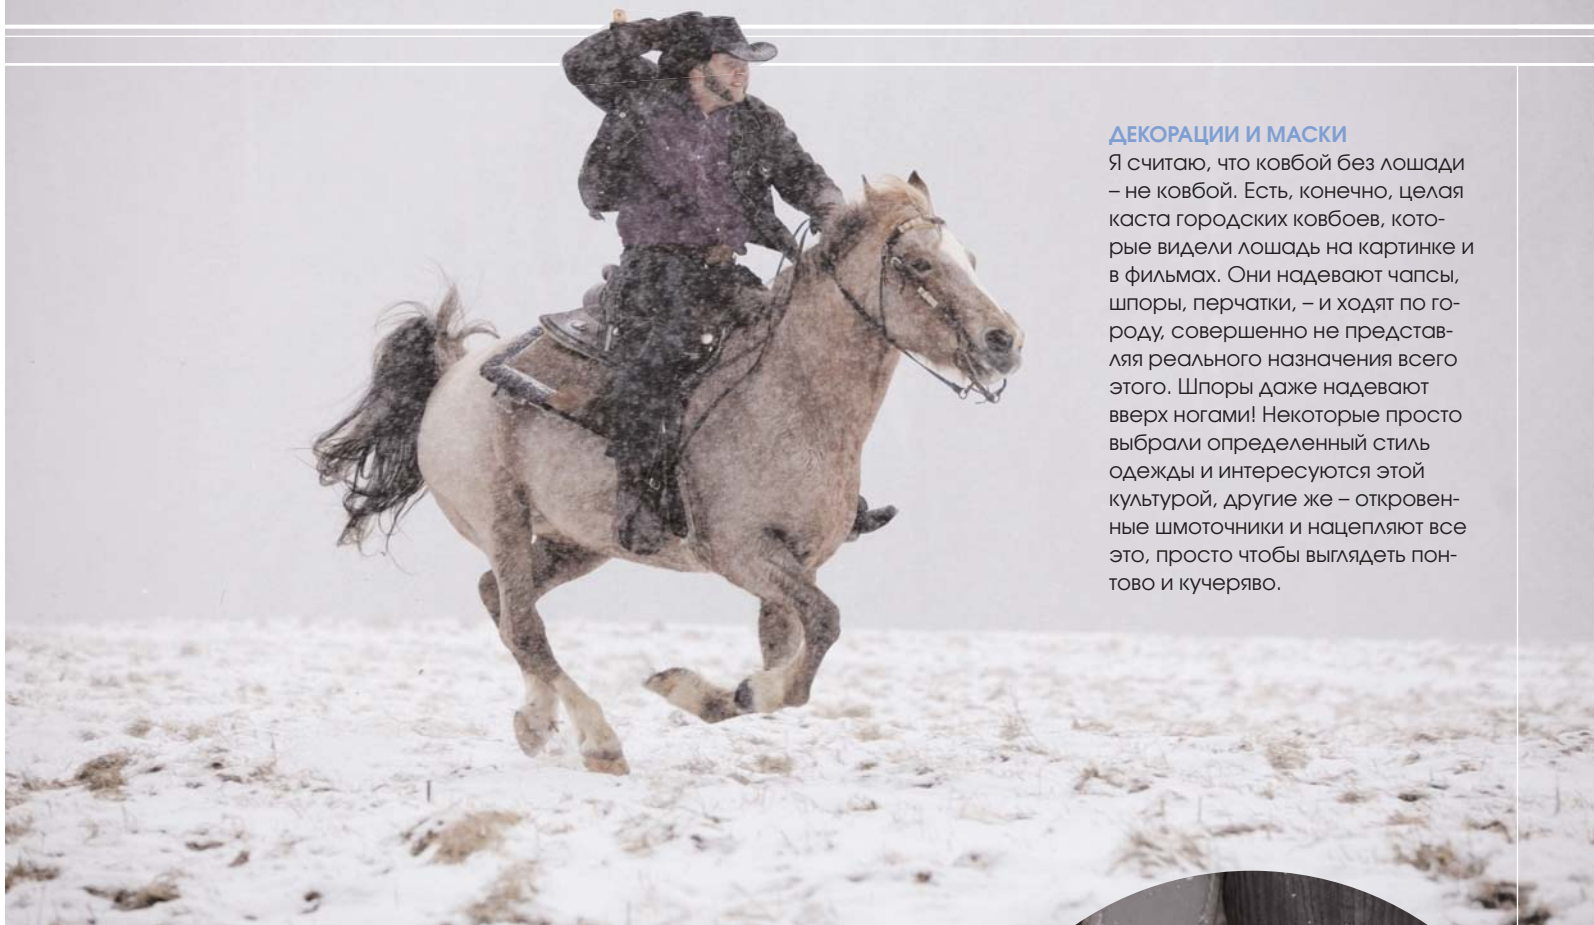 ДЕКОРАЦИИ И МАСКИ
Я считаю, что ковбой без лошади
– не ковбой. Есть, конечно, целая
каста городских ковбоев, кото-
рые видели лошадь на картинке и
в фильмах. Они надевают чапсы,
шпоры, перчатки, – и ходят по го-
роду, совершенно не представ-
ляя реального назначения всего
этого. Шпоры даже надевают
вверх ногами! Некоторые просто
выбрали определенный стиль
одежды и интересуются этой
культурой, другие же – откровен-
ные шмоточники и нацепляют все
это, просто чтобы выглядеть пон-
тово и кучеряво.